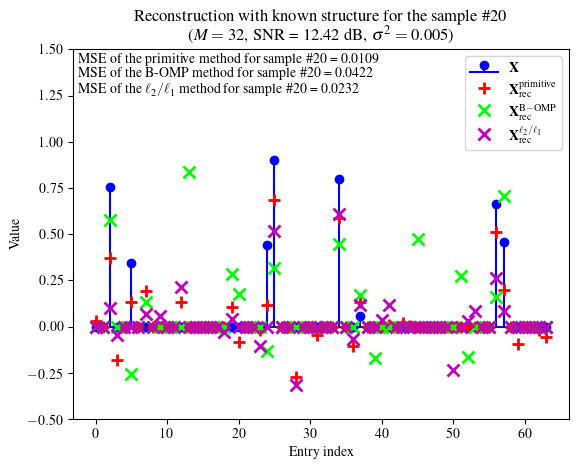 Reconstruction with known structure for the sample #20
(M = 32, SNR = 12.42 dB, σ² = 0.005)
MSE of the primitive method for sample #20 = 0.0109
MSE of the B-OMP method for sample #20 = 0.0422
MSE of the ℓ₂/ℓ₁ method for sample #20 = 0.0232
X
X_rec^primitive
X_rec^B−OMP
X_rec^ℓ₂/ℓ₁
1.50
1.25
1.00
0.75
0.50
0.25
0.00
−0.25
−0.50
Value
0 10 20 30 40 50 60
Entry index